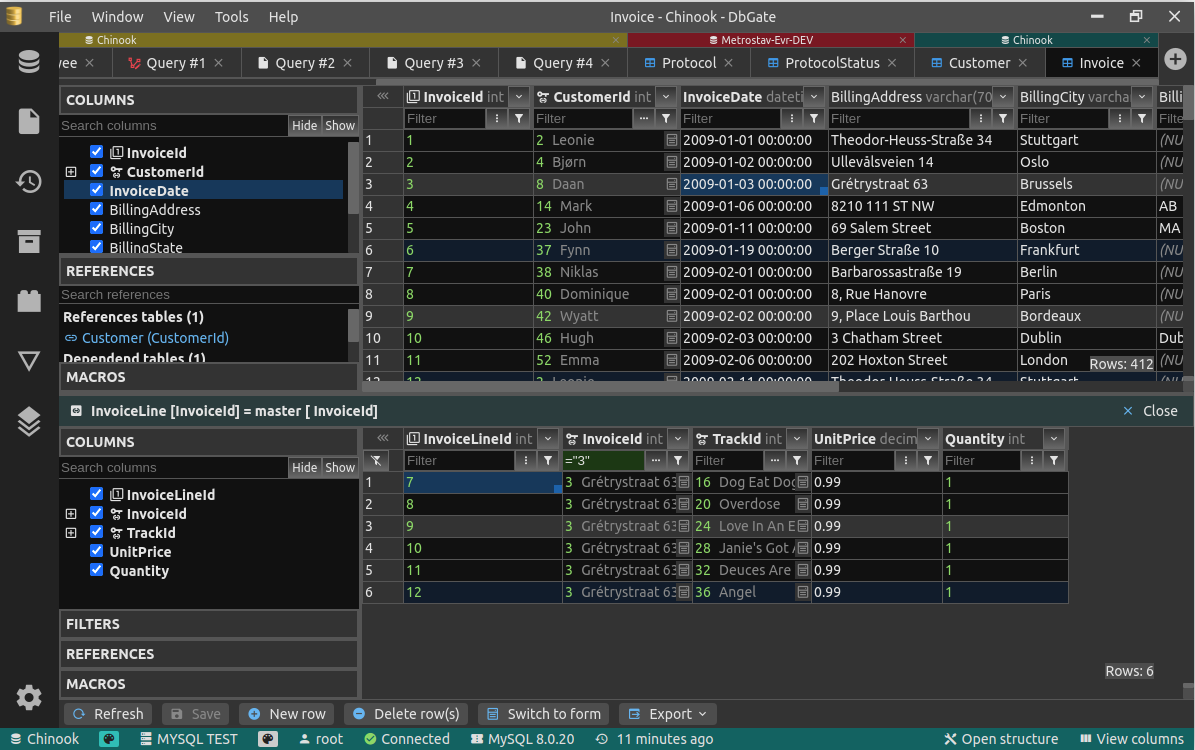 File Window View Tools Help Invoice - Chinook - DbGate
Chinook Metrostav-Evr-DEV Chinook
yee Query #1 Query #2 Query #3 Query #4 Protocol ProtocolStatus Customer Invoice
COLUMNS
Search columns Hide Show
InvoiceId
CustomerId
InvoiceDate
BillingAddress
BillingCity
BillingState
REFERENCES
Search references
References tables (1)
Customer (CustomerId)
Dependend tables (1)
MACROS
InvoiceId int CustomerId int InvoiceDate dateti BillingAddress varchar(70 BillingCity varcha Billi
Filter Filter Filter Filter Filter Filte
1 1 2 Leonie 2009-01-01 00:00:00 Theodor-Heuss-Straße 34 Stuttgart (NU
2 2 4 Bjørn 2009-01-02 00:00:00 Ullevålsveien 14 Oslo (NU
3 3 8 Daan 2009-01-03 00:00:00 Grétrystraat 63 Brussels (NU
4 4 14 Mark 2009-01-06 00:00:00 8210 111 ST NW Edmonton AB
5 5 23 John 2009-01-11 00:00:00 69 Salem Street Boston MA
6 6 37 Fynn 2009-01-19 00:00:00 Berger Straße 10 Frankfurt (NU
7 7 38 Niklas 2009-02-01 00:00:00 Barbarossastraße 19 Berlin (NU
8 8 40 Dominique 2009-02-01 00:00:00 8, Rue Hanovre Paris (NU
9 9 42 Wyatt 2009-02-02 00:00:00 9, Place Louis Barthou Bordeaux (NU
10 10 46 Hugh 2009-02-03 00:00:00 3 Chatham Street Dublin Dub
11 11 52 Emma 2009-02-06 00:00:00 202 Hoxton Street London (NU
12 12 2 Leonie 2009-02-11 00:00:00 Theodor-Heuss-Straße 34 Stuttgart (NU
Rows: 412
InvoiceLine [InvoiceId] = master [ InvoiceId] Close
COLUMNS
Search columns Hide Show
InvoiceLineId
InvoiceId
TrackId
UnitPrice
Quantity
FILTERS
REFERENCES
MACROS
InvoiceLineId int InvoiceId int TrackId int UnitPrice decim Quantity int
Filter ="3" Filter Filter Filter
1 7 3 Grétrystraat 63 16 Dog Eat Dog 0.99 1
2 8 3 Grétrystraat 63 20 Overdose 0.99 1
3 9 3 Grétrystraat 63 24 Love In An E 0.99 1
4 10 3 Grétrystraat 63 28 Janie's Got A 0.99 1
5 11 3 Grétrystraat 63 32 Deuces Are 0.99 1
6 12 3 Grétrystraat 63 36 Angel 0.99 1
Rows: 6
Refresh Save New row Delete row(s) Switch to form Export
Chinook MYSQL TEST root Connected MySQL 8.0.20 11 minutes ago Open structure View columns